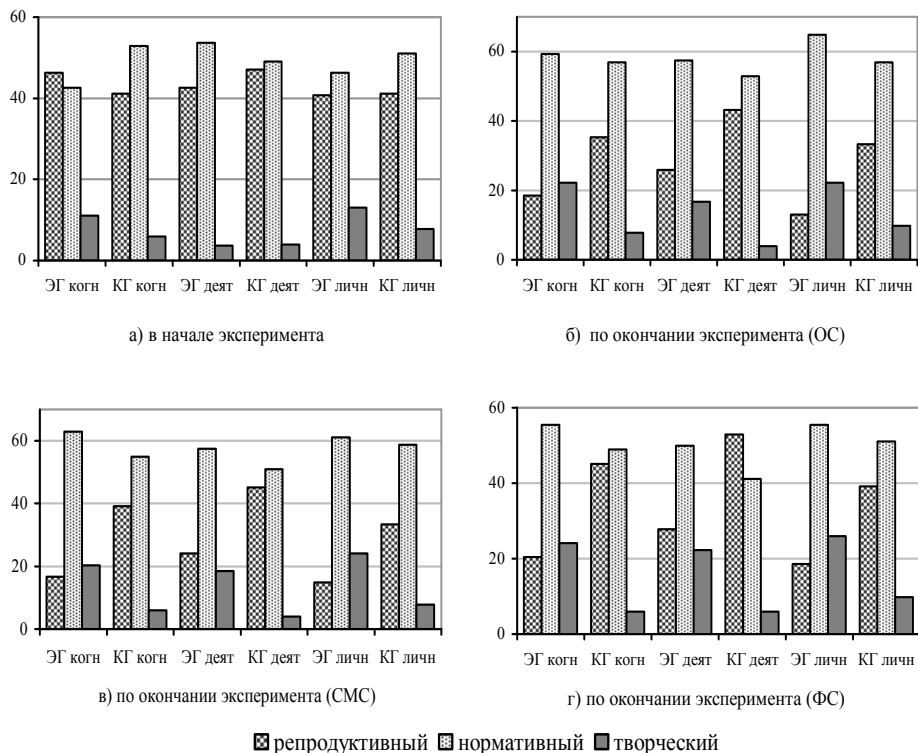 60
40
20
0
ЭГ когн КГ когн ЭГ деят КГ деят ЭГ личн КГ личн
а) в начале эксперимента
60
40
20
0
ЭГ когн КГ когн ЭГ деят КГ деят ЭГ личн КГ личн
б) по окончании эксперимента (ОС)
60
40
20
0
ЭГ когн КГ когн ЭГ деят КГ деят ЭГ личн КГ личн
в) по окончании эксперимента (СМС)
60
40
20
0
ЭГ когн КГ когн ЭГ деят КГ деят ЭГ личн КГ личн
г) по окончании эксперимента (ФС)
репродуктивный нормативный творческий